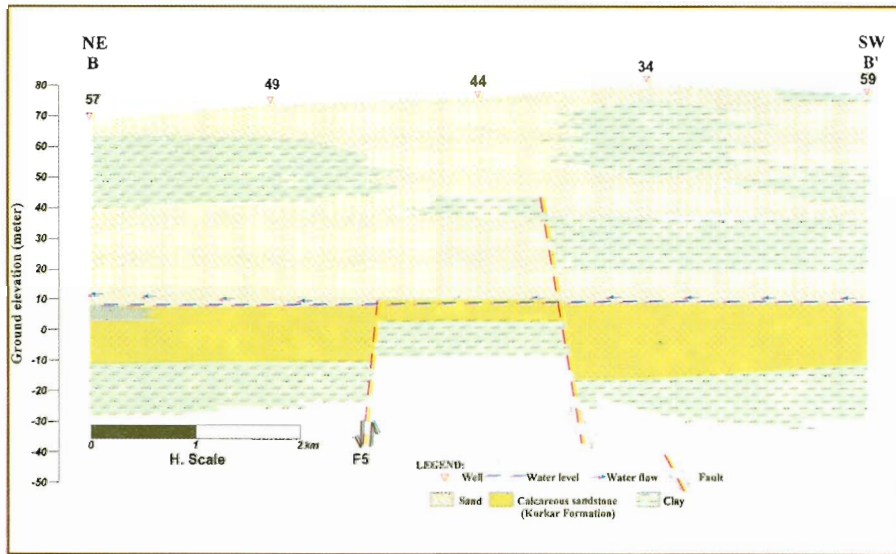 NE
B
SW
B'
57
49
44
34
59
Ground elevation (meter)
80
70
60
50
40
30
20
10
0
-10
-20
-30
-40
-50
0 1 2 km
H. Scale
F5
LEGEND:
Well Water level Water flow Fault
Sand Calcareous sandstone Clay
(Korkar Formation)